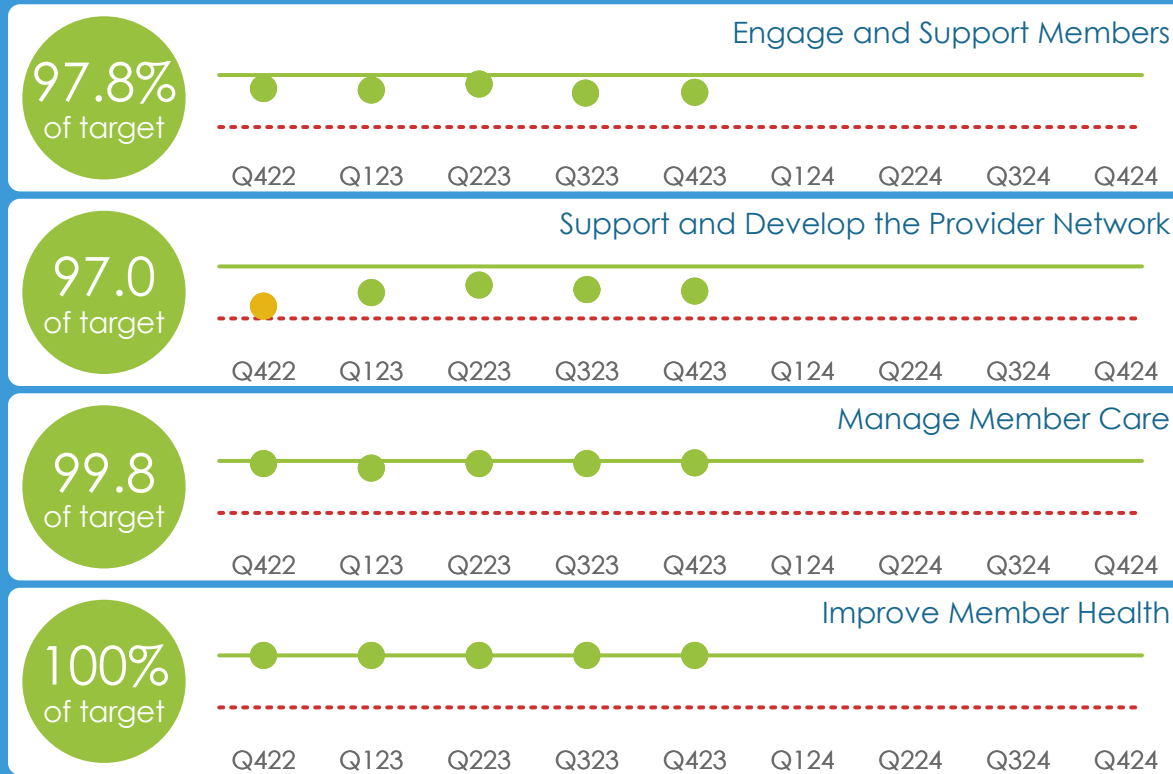 Engage and Support Members
97.8%
of target
Q422 Q123 Q223 Q323 Q423 Q124 Q224 Q324 Q424
Support and Develop the Provider Network
97.0
of target
Q422 Q123 Q223 Q323 Q423 Q124 Q224 Q324 Q424
Manage Member Care
99.8
of target
Q422 Q123 Q223 Q323 Q423 Q124 Q224 Q324 Q424
Improve Member Health
100%
of target
Q422 Q123 Q223 Q323 Q423 Q124 Q224 Q324 Q424